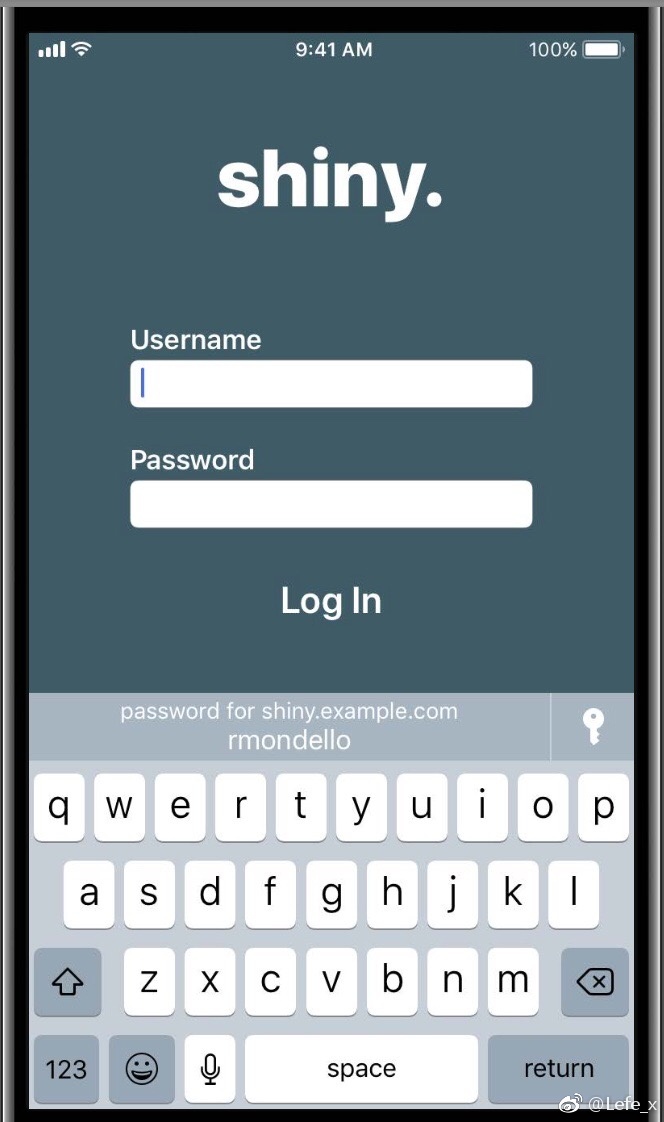 9:41 AM
100%
shiny.
Username
Password
Log In
password for shiny.example.com
rmondello
q w e r t y u i o p
a s d f g h j k l
z x c v b n m
123
space
return
@Lefe_x